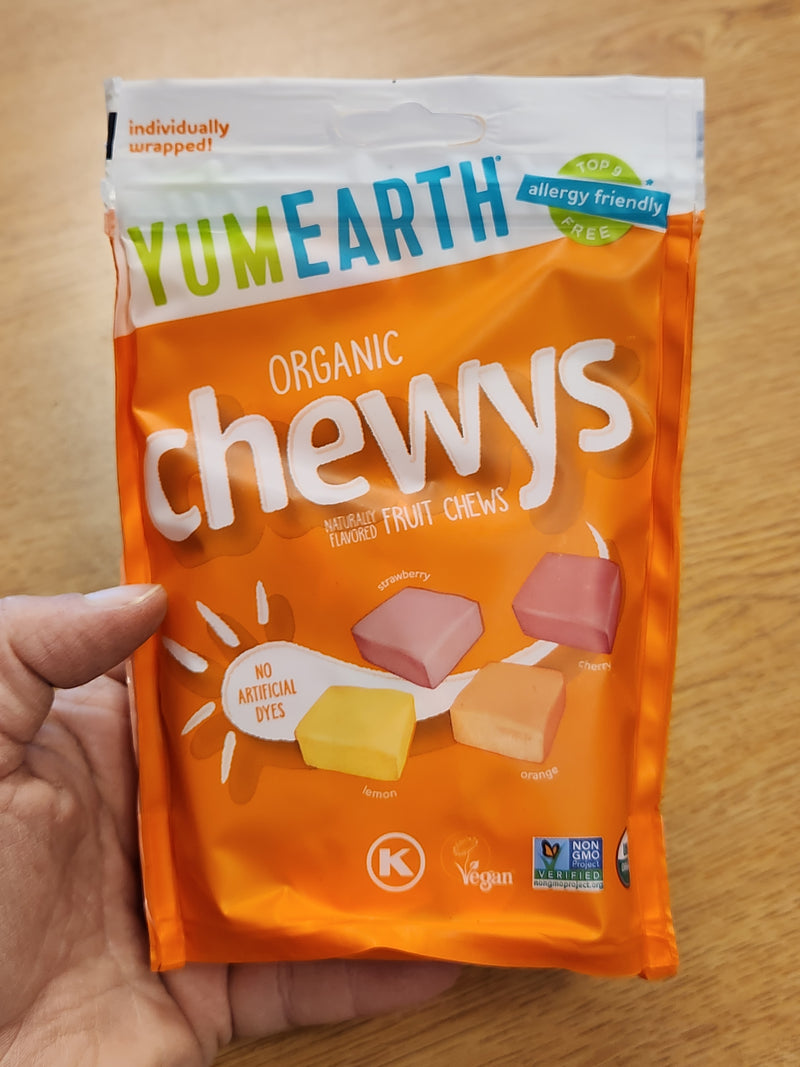 individually
wrapped!
YUMEARTH
TOP 9
allergy friendly*
FREE
ORGANIC
chewys
NATURALLY
FLAVORED
FRUIT CHEWS
strawberry
cherry
NO
ARTIFICIAL
DYES
lemon
orange
K
Vegan
NON
GMO
Project
VERIFIED
nongmoproject.org